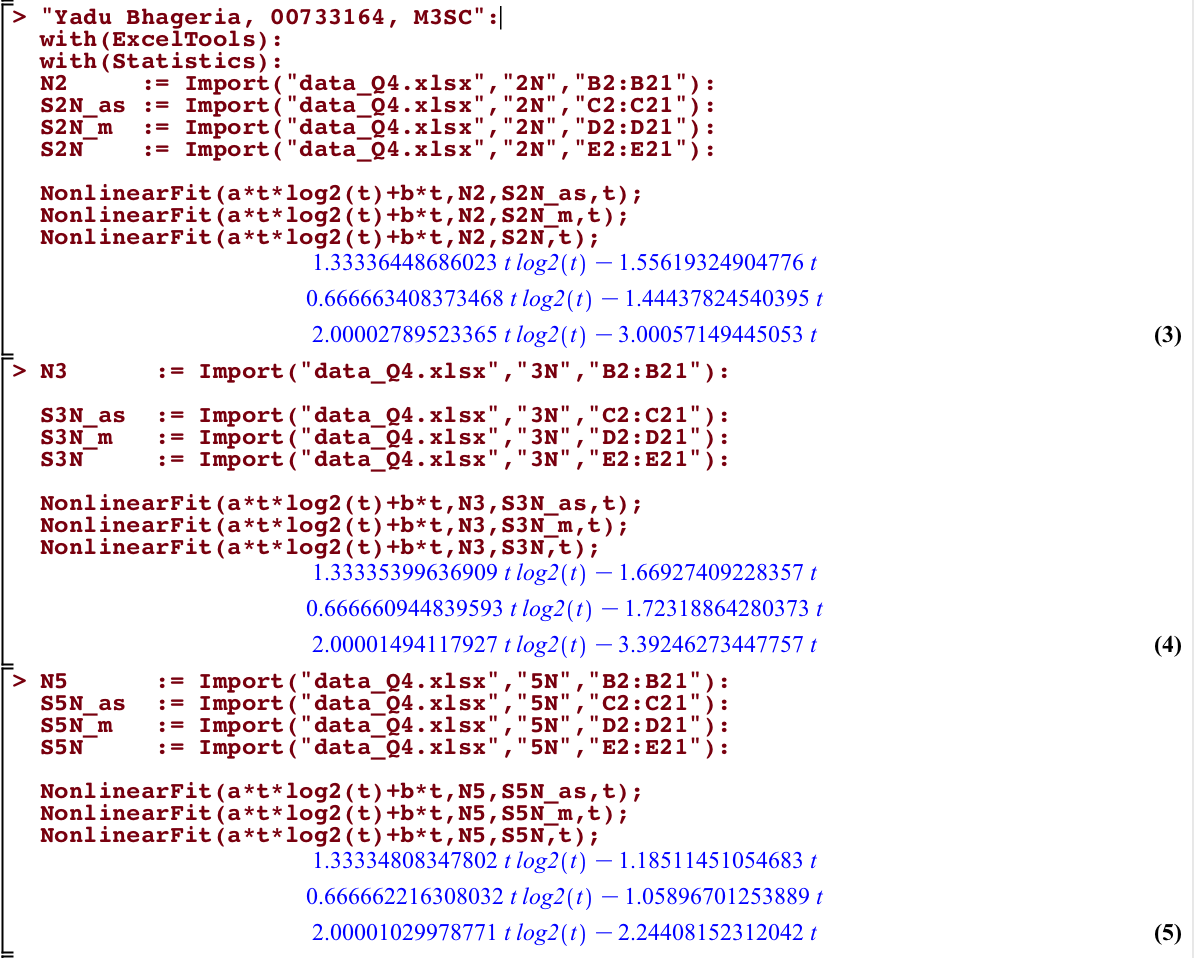 > "Yadu Bhageria, 00733164, M3SC":
with(ExcelTools):
with(Statistics):
N2 := Import("data_Q4.xlsx","2N","B2:B21"):
S2N_as := Import("data_Q4.xlsx","2N","C2:C21"):
S2N_m := Import("data_Q4.xlsx","2N","D2:D21"):
S2N := Import("data_Q4.xlsx","2N","E2:E21"):
NonlinearFit(a*t*log2(t)+b*t,N2,S2N_as,t);
NonlinearFit(a*t*log2(t)+b*t,N2,S2N_m,t);
NonlinearFit(a*t*log2(t)+b*t,N2,S2N,t);
1.33336448686023 t log2(t) − 1.55619324904776 t
0.666663408373468 t log2(t) − 1.44437824540395 t
2.00002789523365 t log2(t) − 3.00057149445053 t (3)
> N3 := Import("data_Q4.xlsx","3N","B2:B21"):
S3N_as := Import("data_Q4.xlsx","3N","C2:C21"):
S3N_m := Import("data_Q4.xlsx","3N","D2:D21"):
S3N := Import("data_Q4.xlsx","3N","E2:E21"):
NonlinearFit(a*t*log2(t)+b*t,N3,S3N_as,t);
NonlinearFit(a*t*log2(t)+b*t,N3,S3N_m,t);
NonlinearFit(a*t*log2(t)+b*t,N3,S3N,t);
1.33335399636909 t log2(t) − 1.66927409228357 t
0.666660944839593 t log2(t) − 1.72318864280373 t
2.00001494117927 t log2(t) − 3.39246273447757 t (4)
> N5 := Import("data_Q4.xlsx","5N","B2:B21"):
S5N_as := Import("data_Q4.xlsx","5N","C2:C21"):
S5N_m := Import("data_Q4.xlsx","5N","D2:D21"):
S5N := Import("data_Q4.xlsx","5N","E2:E21"):
NonlinearFit(a*t*log2(t)+b*t,N5,S5N_as,t);
NonlinearFit(a*t*log2(t)+b*t,N5,S5N_m,t);
NonlinearFit(a*t*log2(t)+b*t,N5,S5N,t);
1.33334808347802 t log2(t) − 1.18511451054683 t
0.666662216308032 t log2(t) − 1.05896701253889 t
2.00001029978771 t log2(t) − 2.24408152312042 t (5)